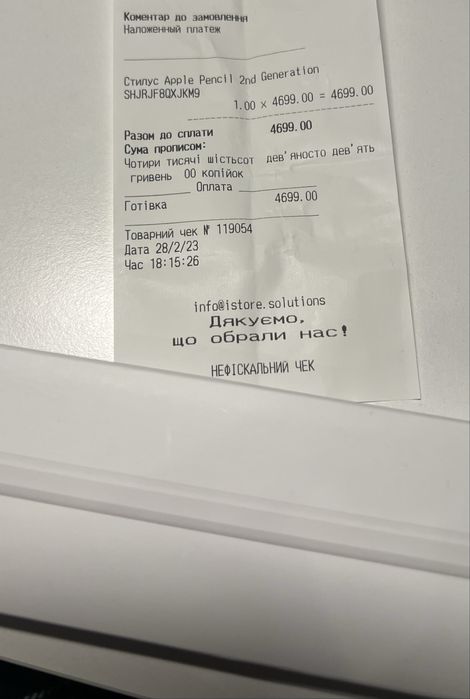 Коментар до замовлення
Наложенный платеж
Стилус Apple Pencil 2nd Generation
SHJRJF8QXJKM9
1.00 x 4699.00 = 4699.00
Разом до сплати 4699.00
Сума прописом:
Чотири тисячі шістьсот дев'яносто дев'ять
гривень 00 копійок
Оплата
Готівка 4699.00
Товарний чек № 119054
Дата 28/2/23
Час 18:15:26
info@istore.solutions
Дякуємо,
що обрали нас!
НЕФІСКАЛЬНИЙ ЧЕК